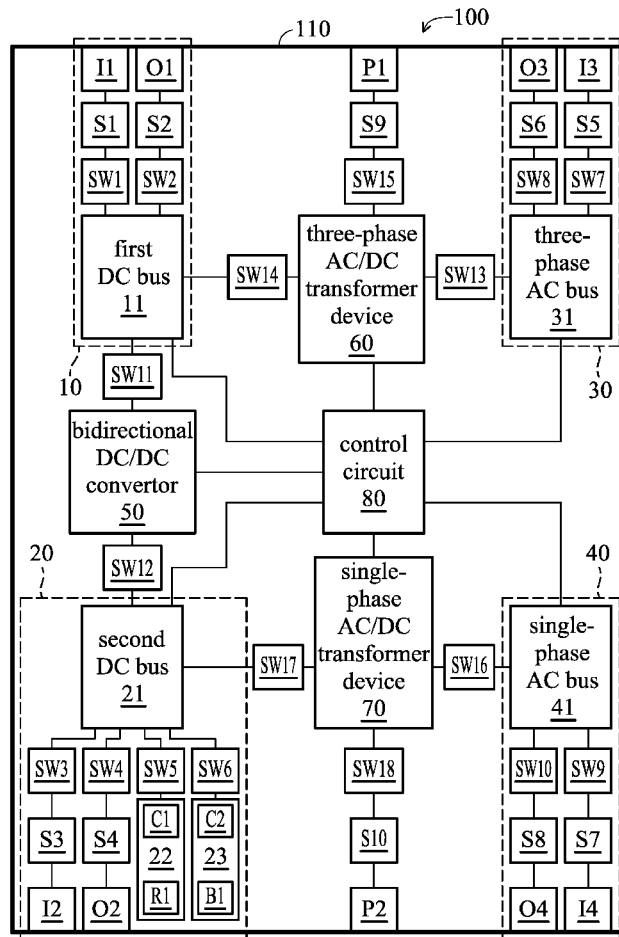 110
100
I1 O1 P1 O3 I3
S1 S2 S9 S6 S5
SW1 SW2 SW15 SW8 SW7
first
DC bus
11
SW14
three-phase
AC/DC
transformer
device
60
SW13
three-
phase
AC bus
31
10
SW11
30
bidirectional
DC/DC
convertor
50
control
circuit
80
20
SW12
40
second
DC bus
21
SW17
single-
phase
AC/DC
transformer
device
70
SW16
single-
phase
AC bus
41
SW3 SW4 SW5 SW6 SW18 SW10 SW9
C1 C2
S3 S4 22 23 S10 S8 S7
R1 B1
I2 O2 P2 O4 I4